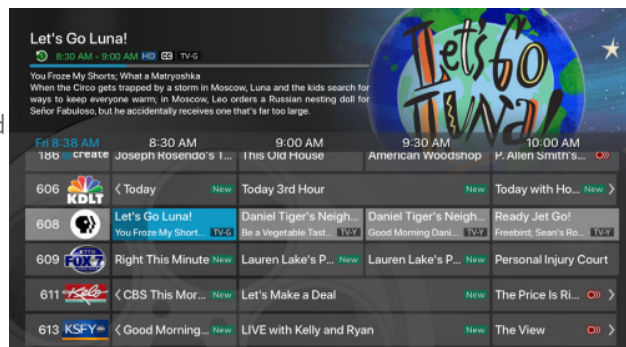 Let's Go Luna!
8:30 AM - 9:00 AM HD CC TV-G
You Froze My Shorts; What a Matryoshka
When the Circo gets trapped by a storm in Moscow, Luna and the kids search for
ways to keep everyone warm; in Moscow, Leo orders a Russian nesting doll for
Señor Fabuloso, but he accidentally receives one that's far too large.
Let's Go Luna!
d
Fri 8:38 AM 8:30 AM 9:00 AM 9:30 AM 10:00 AM
186 create Joseph Rosendo's T... This Old House American Woodshop P. Allen Smith's...
606 KDLT Today New Today 3rd Hour New Today with Ho... New
608 Let's Go Luna! Daniel Tiger's Neigh... Daniel Tiger's Neigh... Ready Jet Go!
You Froze My Short... TV-G Be a Vegetable Tast... TV-Y Good Morning Dani... TV-Y Freebird; Sean's Ro... TV-Y
609 KTTW FOX 7 Right This Minute New Lauren Lake's P... New Lauren Lake's P... New Personal Injury Court
611 Kelo CBS This Mor... New Let's Make a Deal New The Price Is Ri...
613 KSFY Good Morning... New LIVE with Kelly and Ryan New The View